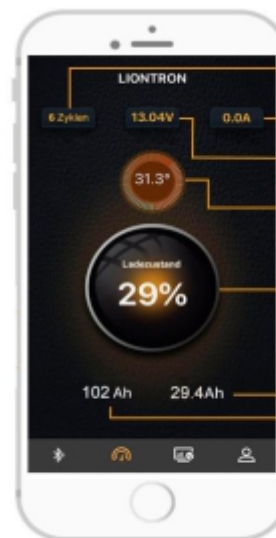 LIONTRON
6 Zyklen 13.04V 0.0A
31.3°
Ladezustand
29%
102 Ah 29.4Ah